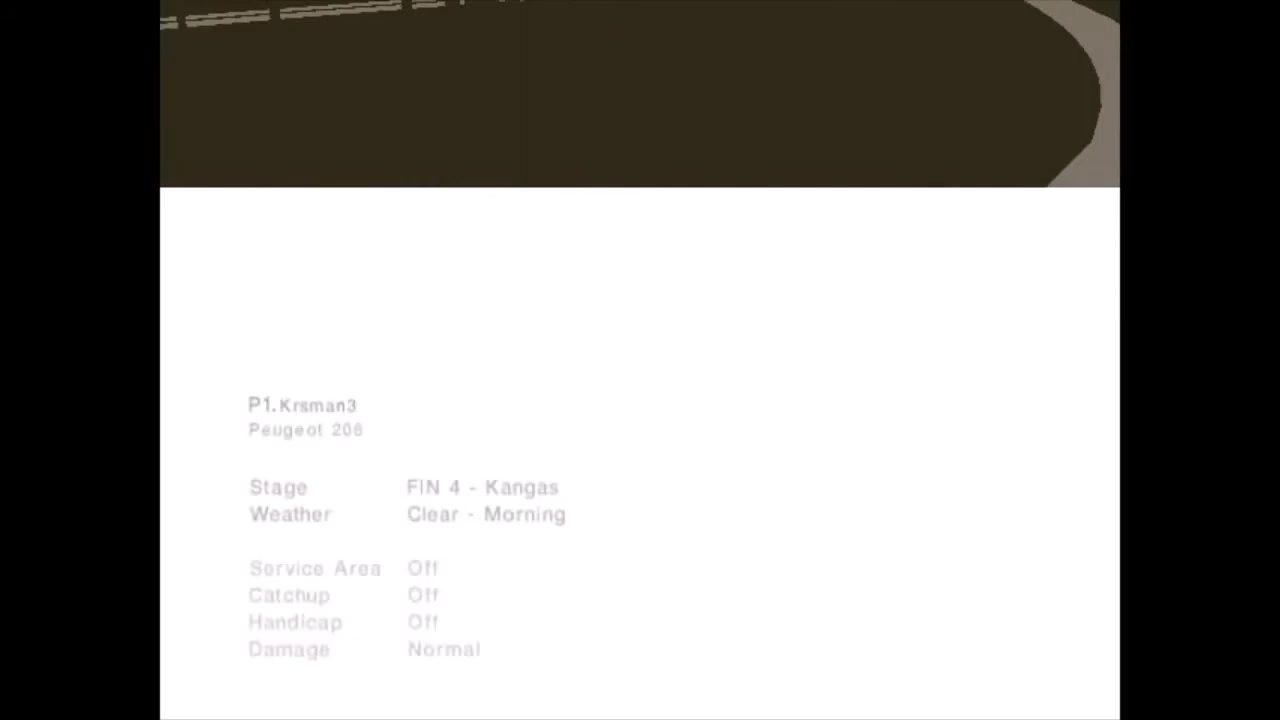 P1.Krsman3
Peugeot 206
Stage FIN 4 - Kangas
Weather Clear - Morning
Service Area Off
Catchup Off
Handicap Off
Damage Normal